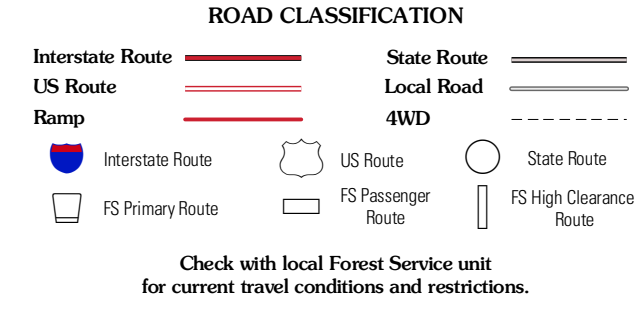 ROAD CLASSIFICATION
Interstate Route
State Route
US Route
Local Road
Ramp
4WD
Interstate Route
US Route
State Route
FS Primary Route
FS Passenger
Route
FS High Clearance
Route
Check with local Forest Service unit
for current travel conditions and restrictions.